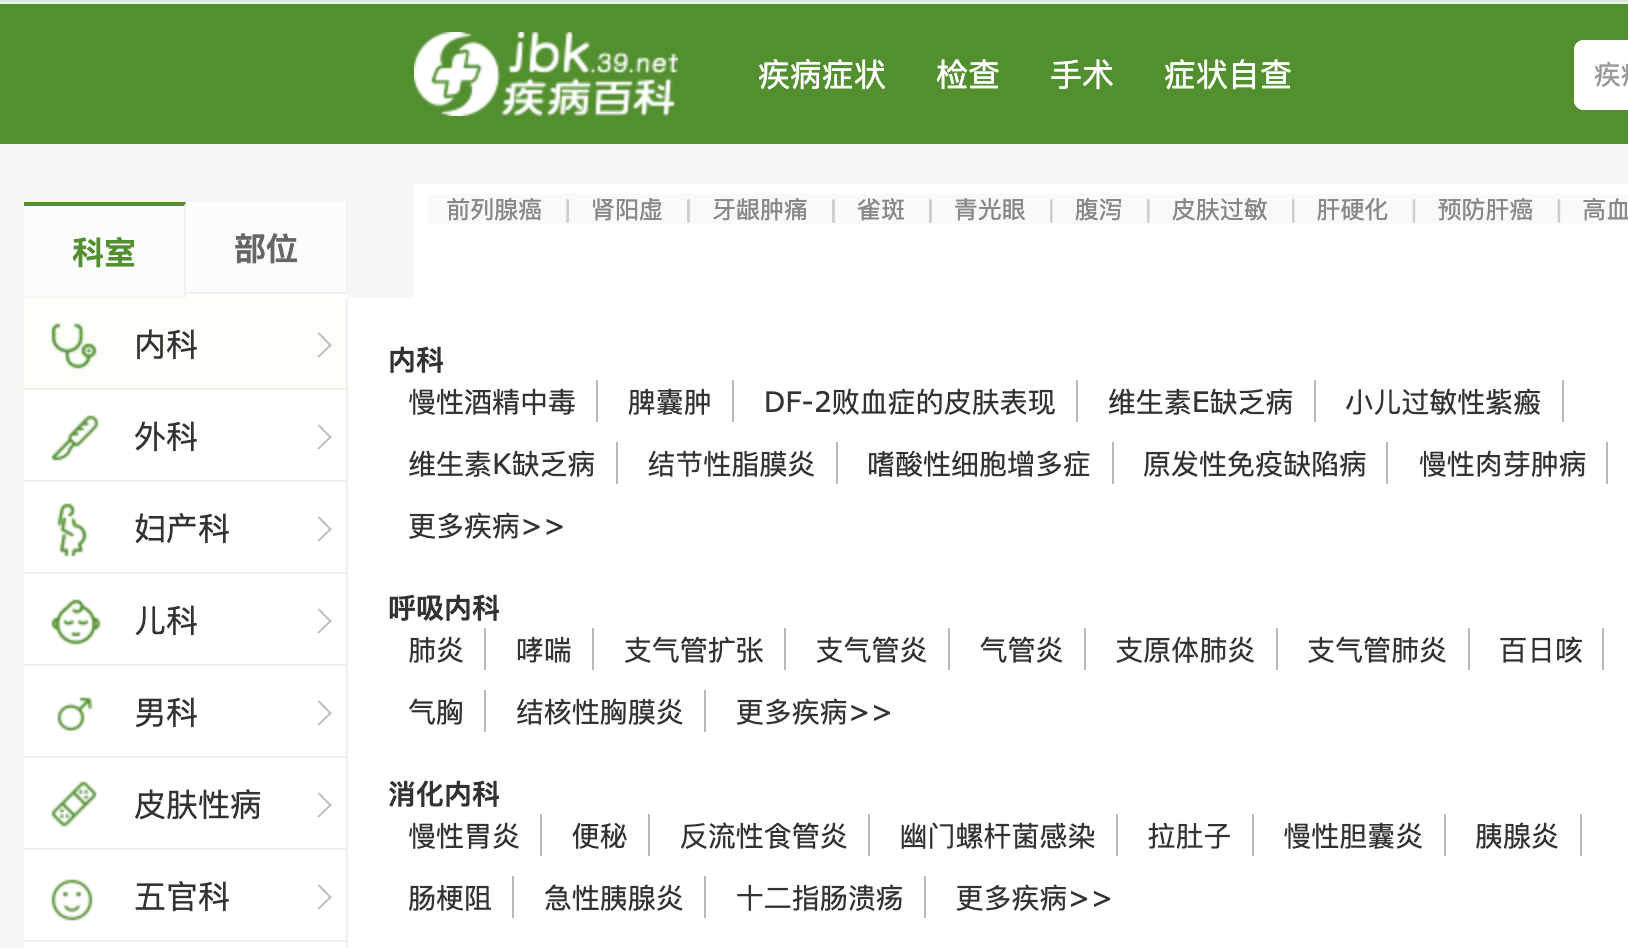 jbk.39.net
疾病百科
疾病症状 检查 手术 症状自查
科室 部位
前列腺癌 | 肾阳虚 | 牙龈肿痛 | 雀斑 | 青光眼 | 腹泻 | 皮肤过敏 | 肝硬化 | 预防肝癌 | 高血
内科
外科
妇产科
儿科
男科
皮肤性病
五官科
内科
慢性酒精中毒 脾囊肿 DF-2败血症的皮肤表现 维生素E缺乏病 小儿过敏性紫癜
维生素K缺乏病 结节性脂膜炎 嗜酸性细胞增多症 原发性免疫缺陷病 慢性肉芽肿病
更多疾病>>
呼吸内科
肺炎 哮喘 支气管扩张 支气管炎 气管炎 支原体肺炎 支气管肺炎 百日咳
气胸 结核性胸膜炎 更多疾病>>
消化内科
慢性胃炎 便秘 反流性食管炎 幽门螺杆菌感染 拉肚子 慢性胆囊炎 胰腺炎
肠梗阻 急性胰腺炎 十二指肠溃疡 更多疾病>>